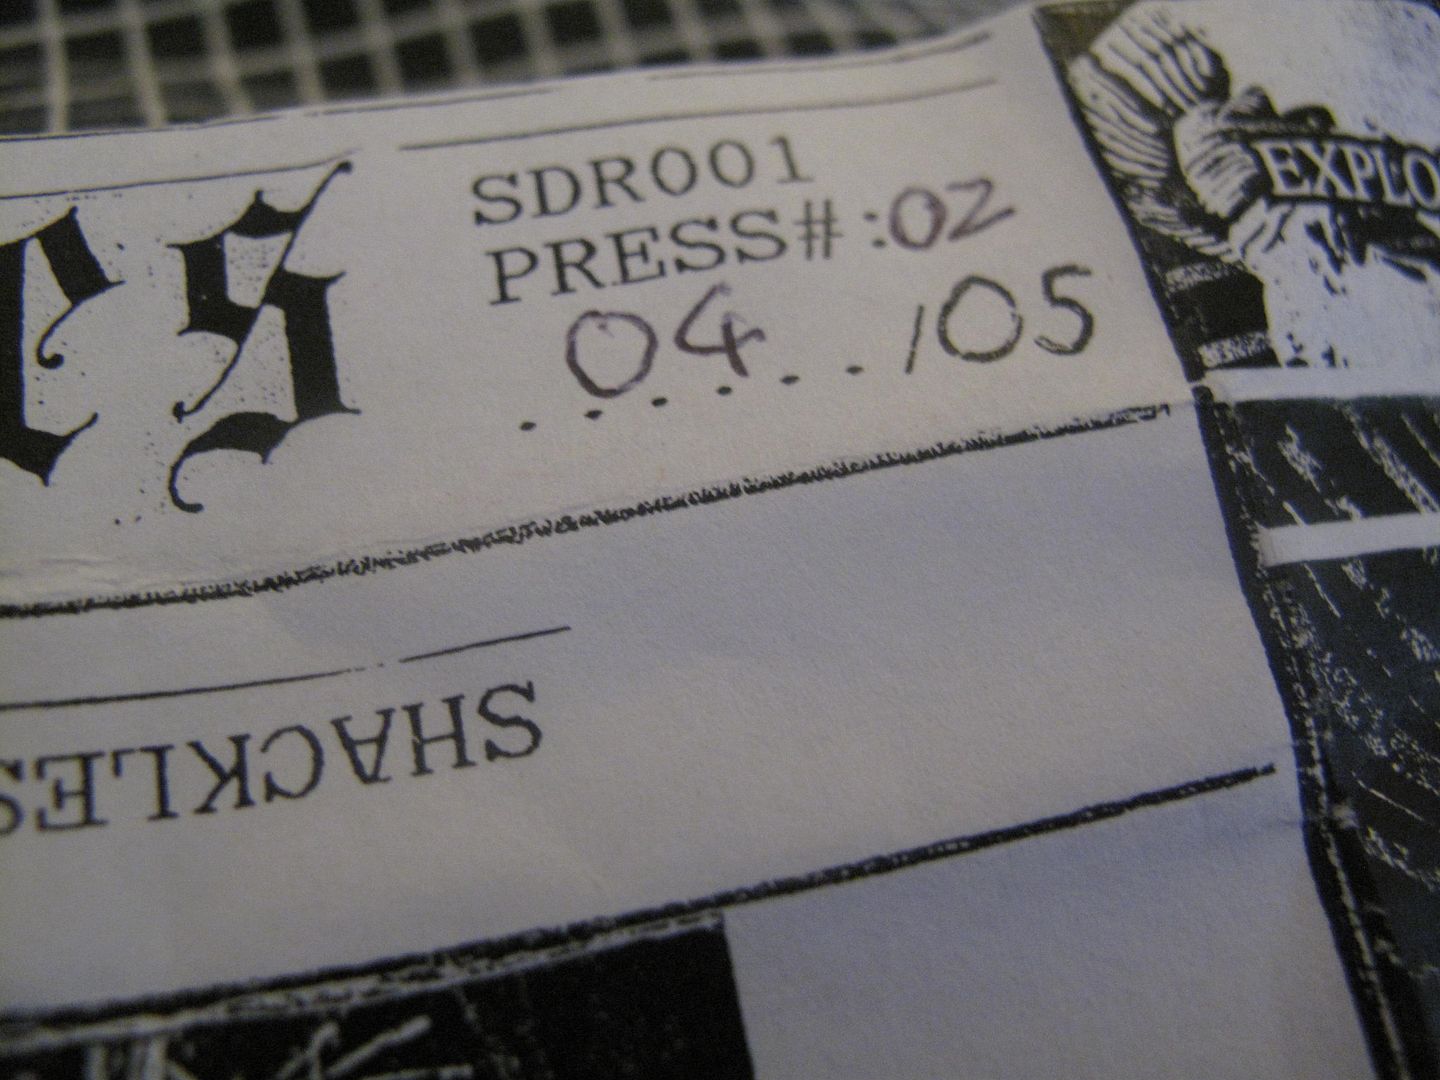 SDR001
PRESS#:02
04 ...../05
EXPLO
SHACKLES